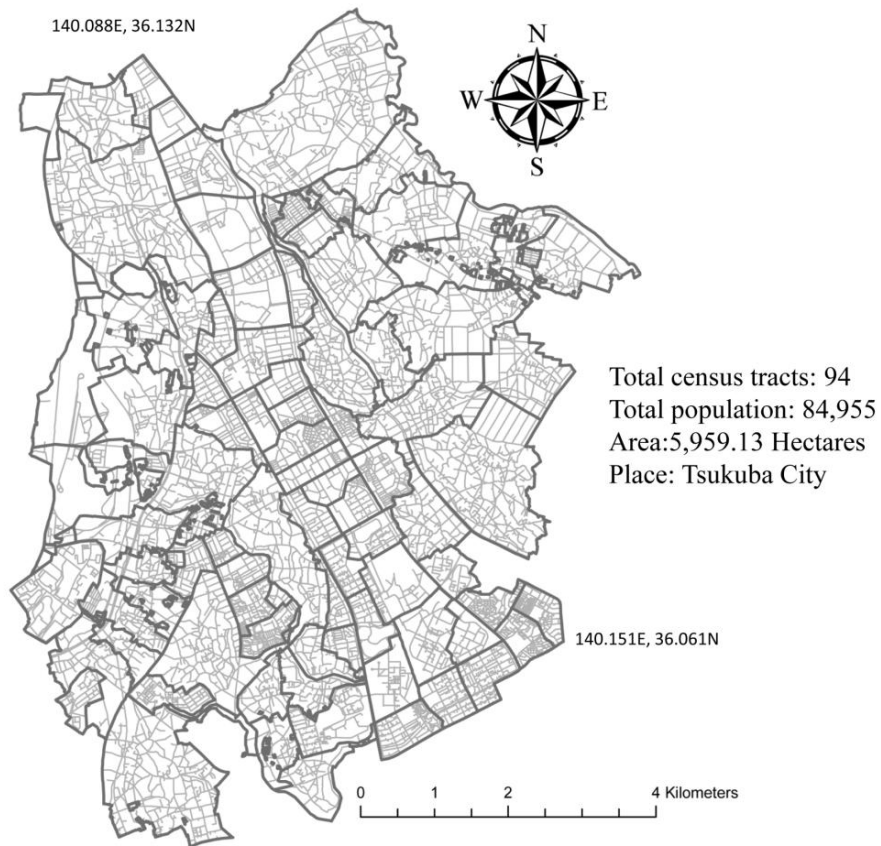 140.088E, 36.132N
N
W E
S
Total census tracts: 94
Total population: 84,955
Area:5,959.13 Hectares
Place: Tsukuba City
140.151E, 36.061N
0 1 2 4 Kilometers